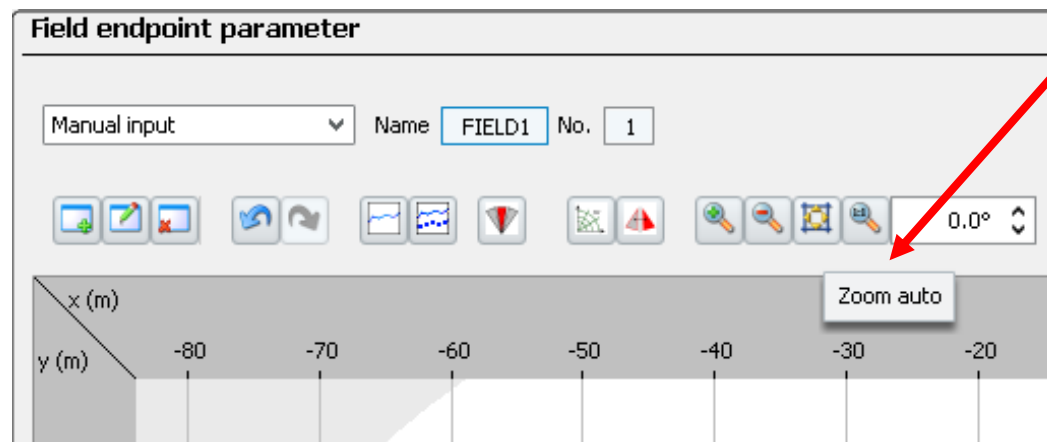 Field endpoint parameter
Manual input Name FIELD1 No. 1
0.0°
Zoom auto
x (m)
y (m) -80 -70 -60 -50 -40 -30 -20